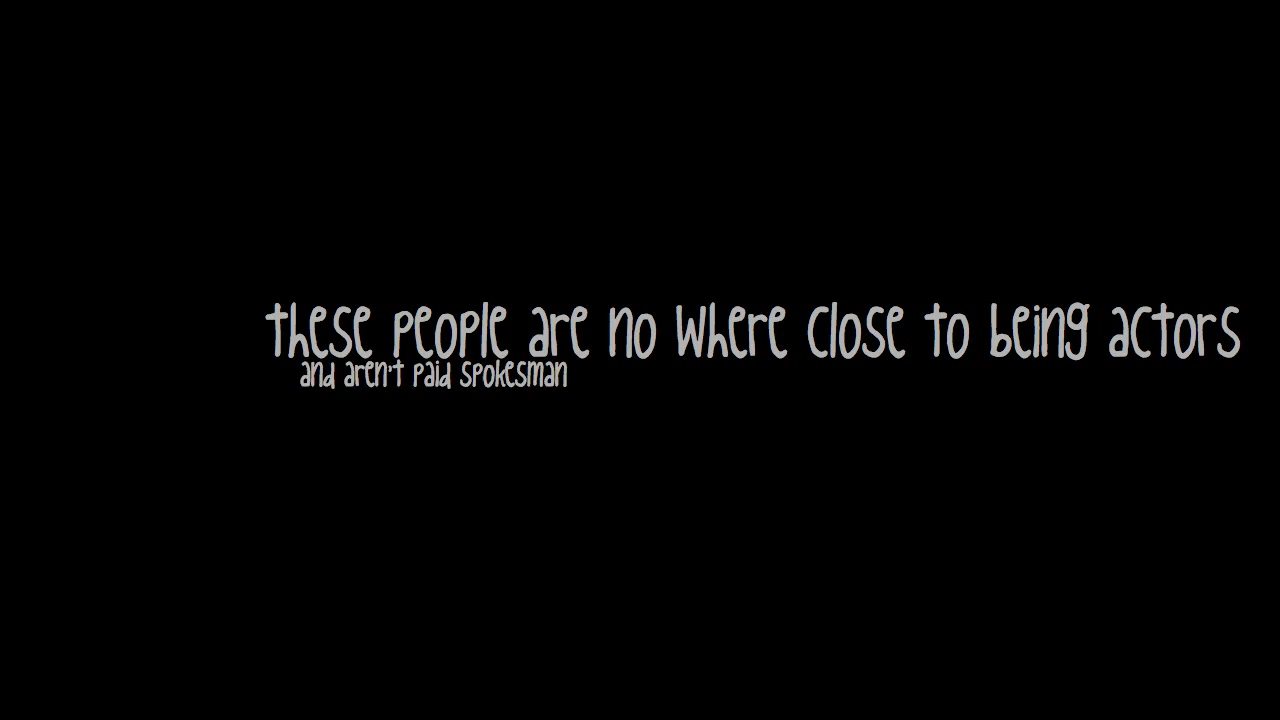 these people are no where close to being actors
and aren't paid spokesman